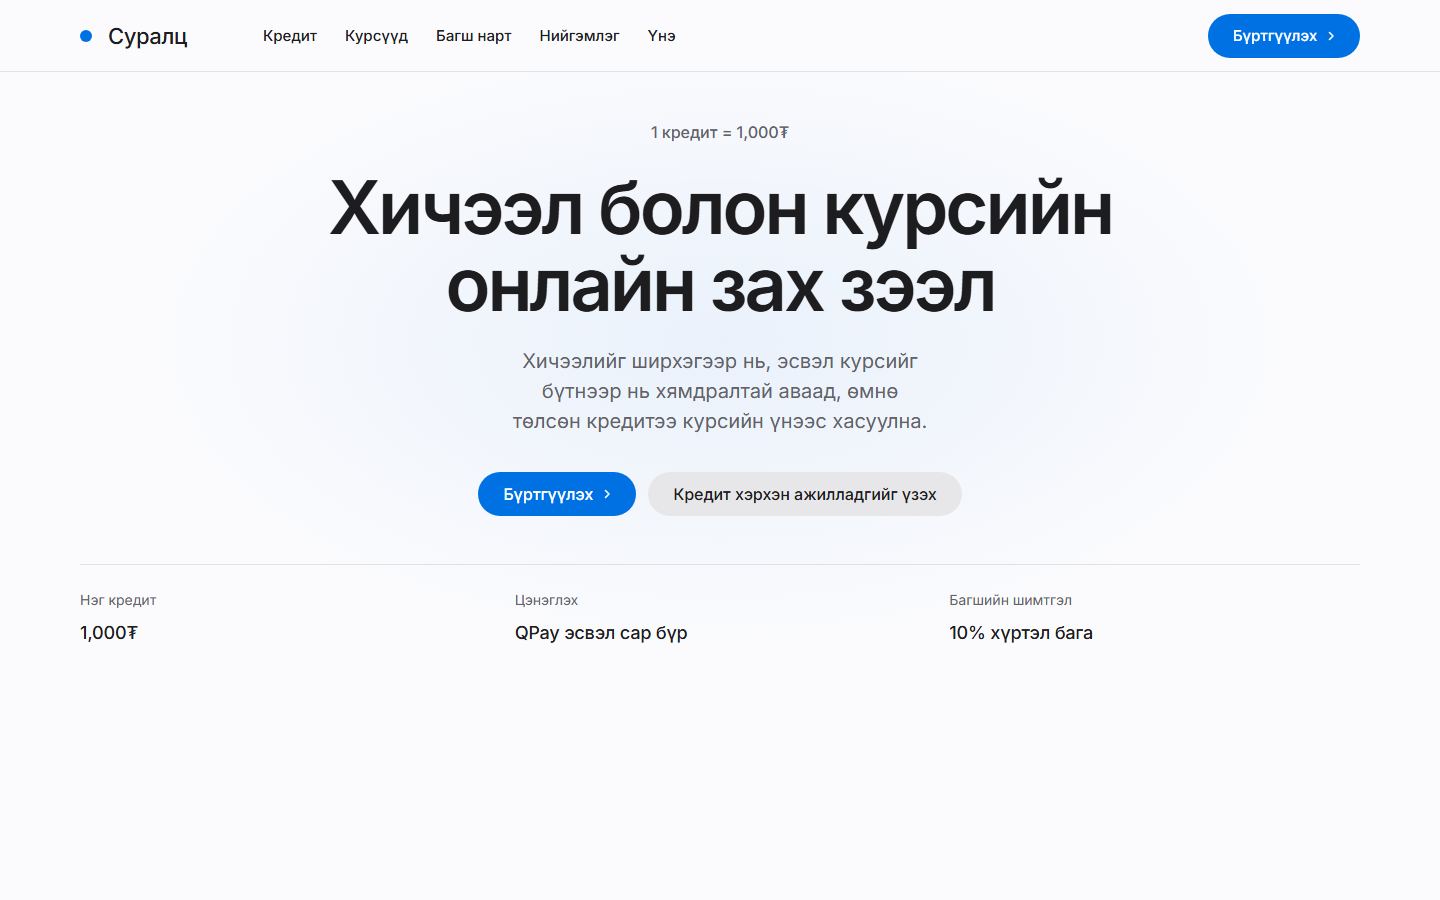 Суралц
Кредит
Курсүүд
Багш нарт
Нийгэмлэг
Үнэ
Бүртгүүлэх
1 кредит = 1,000₮
Хичээл болон курсийн
онлайн зах зээл
Хичээлийг ширхэгээр нь, эсвэл курсийг
бүтнээр нь хямдралтай аваад, өмнө
төлсөн кредитээ курсийн үнээс хасуулна.
Бүртгүүлэх
Кредит хэрхэн ажилладгийг үзэх
Нэг кредит
1,000₮
Цэнэглэх
QPay эсвэл сар бүр
Багшийн шимтгэл
10% хүртэл бага